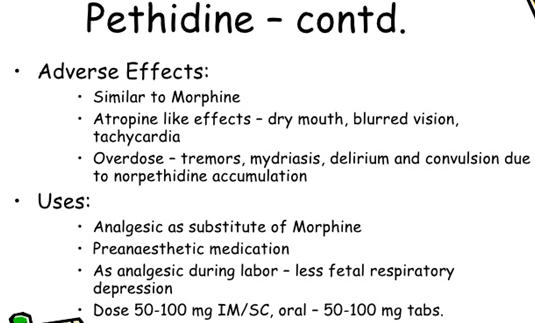 Pethidine – contd.
• Adverse Effects:
• Similar to Morphine
• Atropine like effects – dry mouth, blurred vision,
tachycardia
• Overdose – tremors, mydriasis, delirium and convulsion due
to norpethidine accumulation
• Uses:
• Analgesic as substitute of Morphine
• Preanaesthetic medication
• As analgesic during labor – less fetal respiratory
depression
• Dose 50-100 mg IM/SC, oral – 50-100 mg tabs.